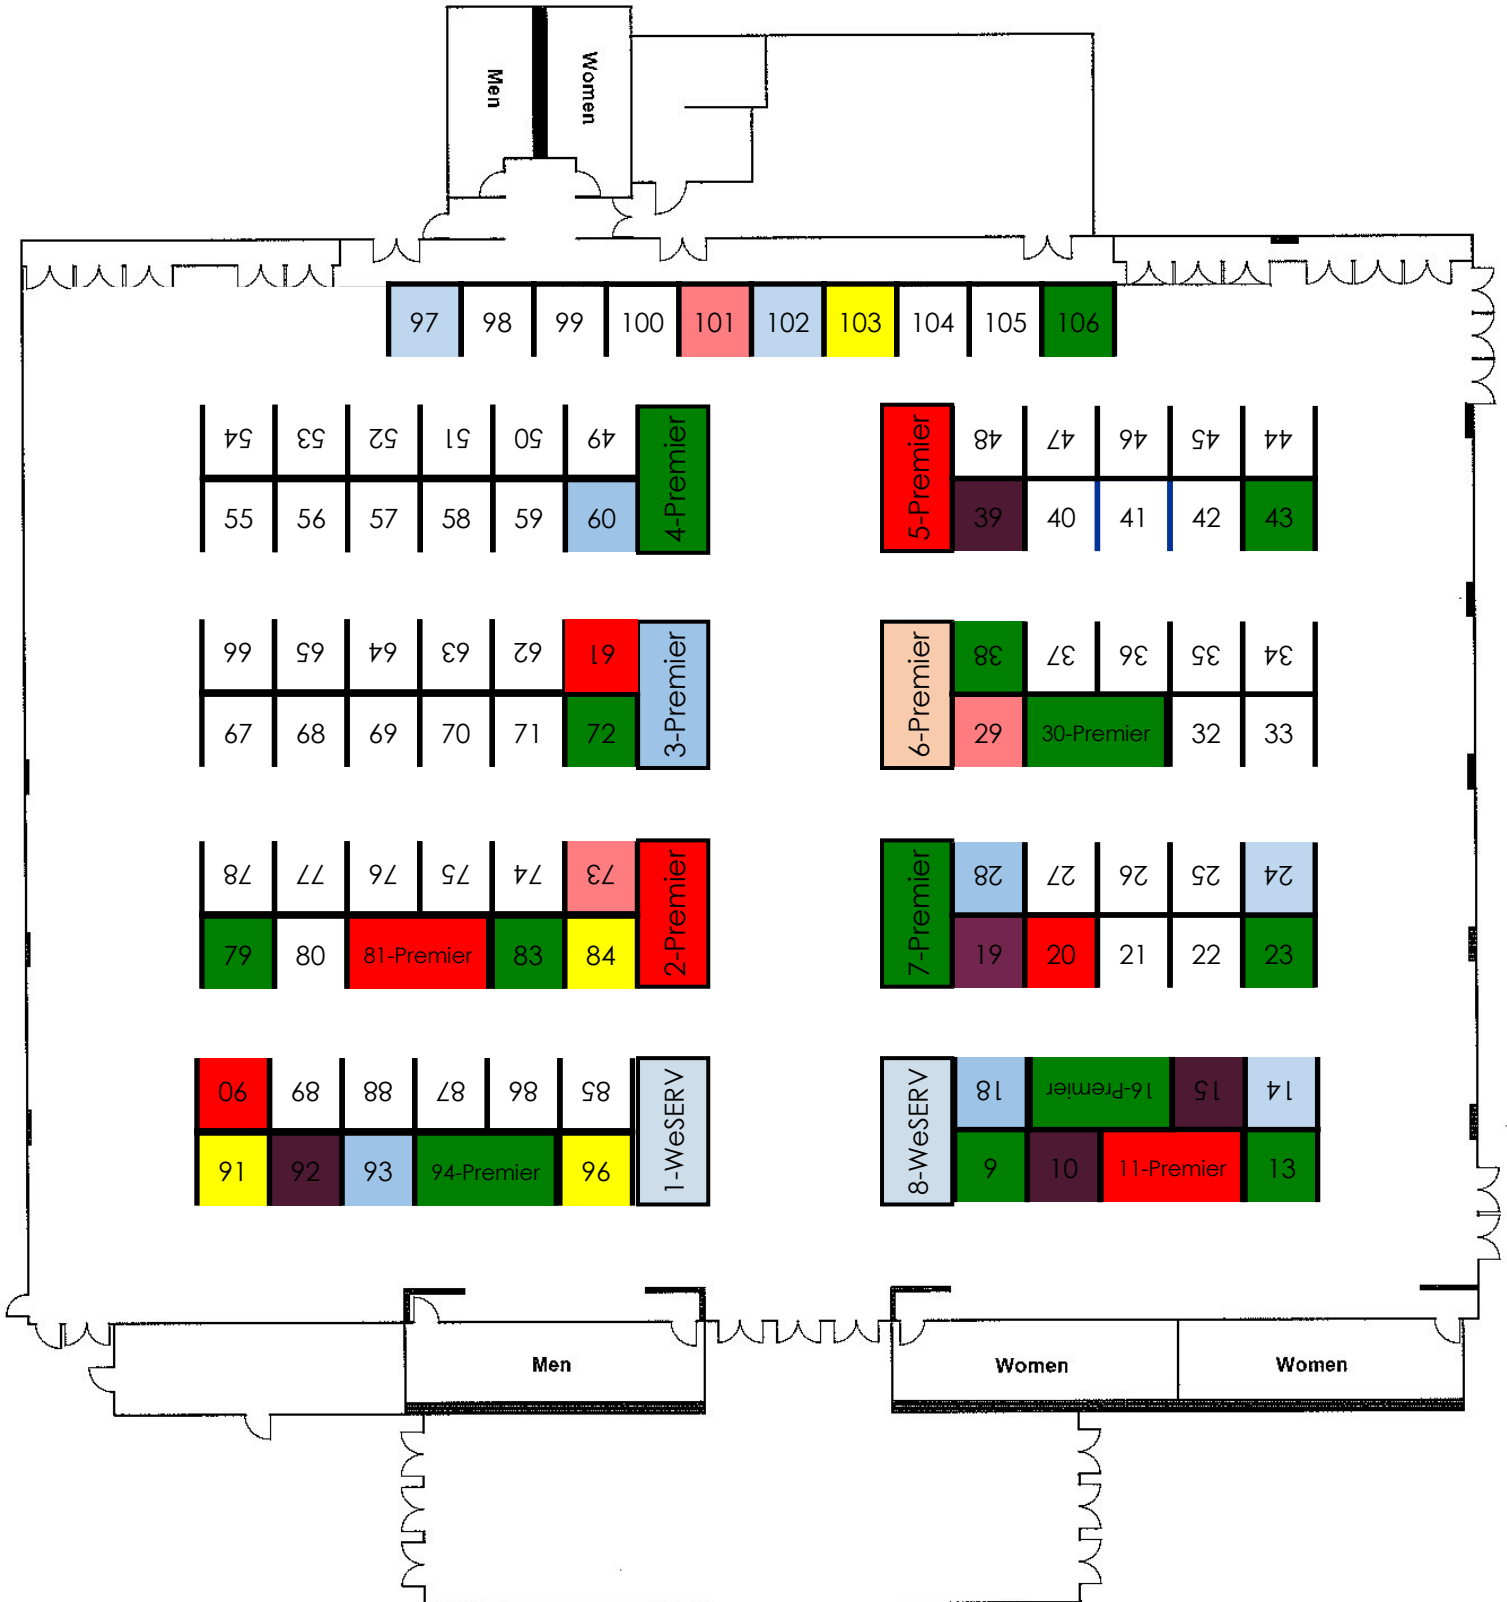 Men
Women
97 98 99 100 101 102 103 104 105 106
54 53 52 51 50 49 4-Premier
55 56 57 58 59 60
5-Premier 48 47 46 45 44
39 40 41 42 43
66 65 64 63 62 61 3-Premier
67 68 69 70 71 72
6-Premier 38 37 36 35 34
29 30-Premier 32 33
78 77 76 75 74 73 2-Premier
79 80 81-Premier 83 84
7-Premier 28 27 26 25 24
19 20 21 22 23
90 89 88 87 86 85 1-WeSERV
91 92 93 94-Premier 96
8-WeSERV 18 16-Premier 15 14
9 10 11-Premier 13
Men
Women
Women